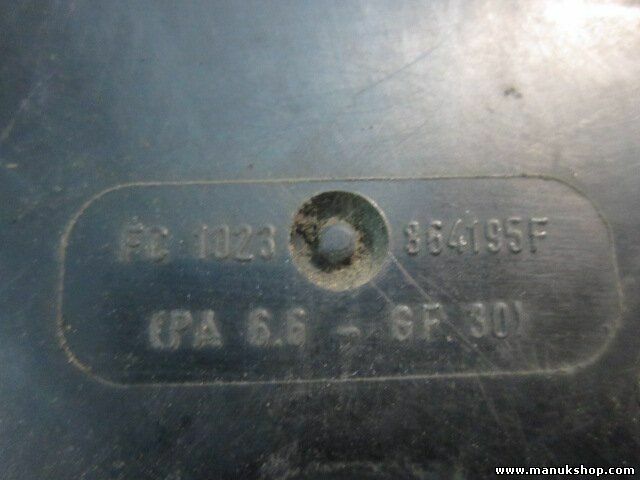 FC 1023 864195F
(PA 6.6 - GF 30)
www.manukshop.com